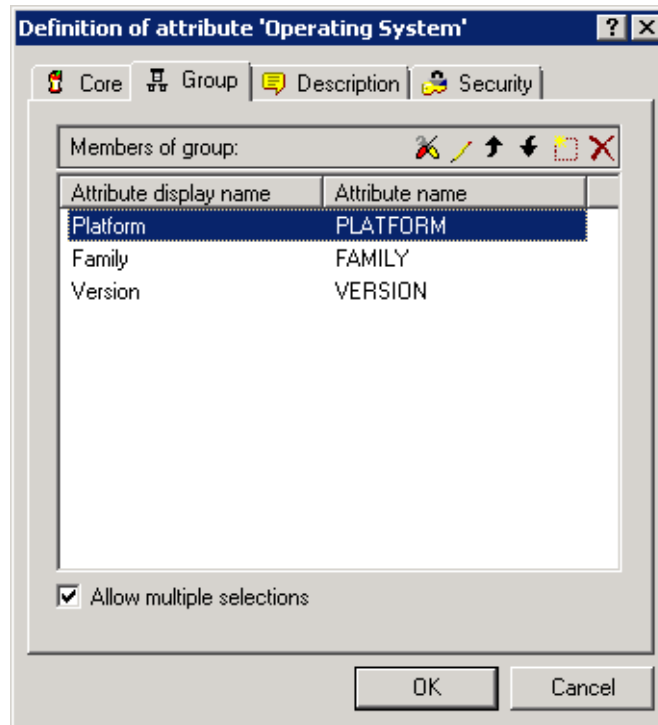 Definition of attribute 'Operating System'
Core Group Description Security
Members of group:
Attribute display name Attribute name
Platform PLATFORM
Family FAMILY
Version VERSION
Allow multiple selections
OK Cancel